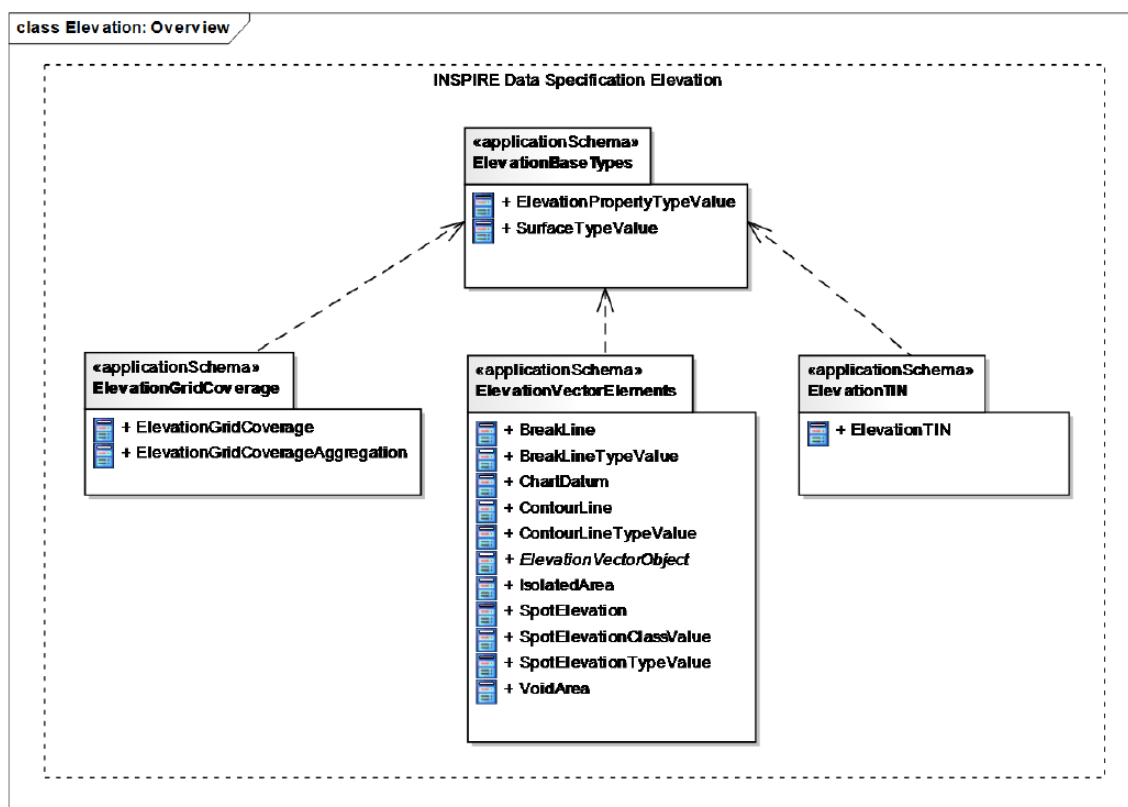 class Elevation: Overview
INSPIRE Data Specification Elevation
«applicationSchema»
ElevationBaseTypes
+ ElevationPropertyTypeValue
+ SurfaceTypeValue
«applicationSchema»
ElevationGridCoverage
+ ElevationGridCoverage
+ ElevationGridCoverageAggregation
«applicationSchema»
ElevationVectorElements
+ BreakLine
+ BreakLineTypeValue
+ ChartDatum
+ ContourLine
+ ContourLineTypeValue
+ ElevationVectorObject
+ IsolatedArea
+ SpotElevation
+ SpotElevationClassValue
+ SpotElevationTypeValue
+ VoidArea
«applicationSchema»
ElevationTIN
+ ElevationTIN